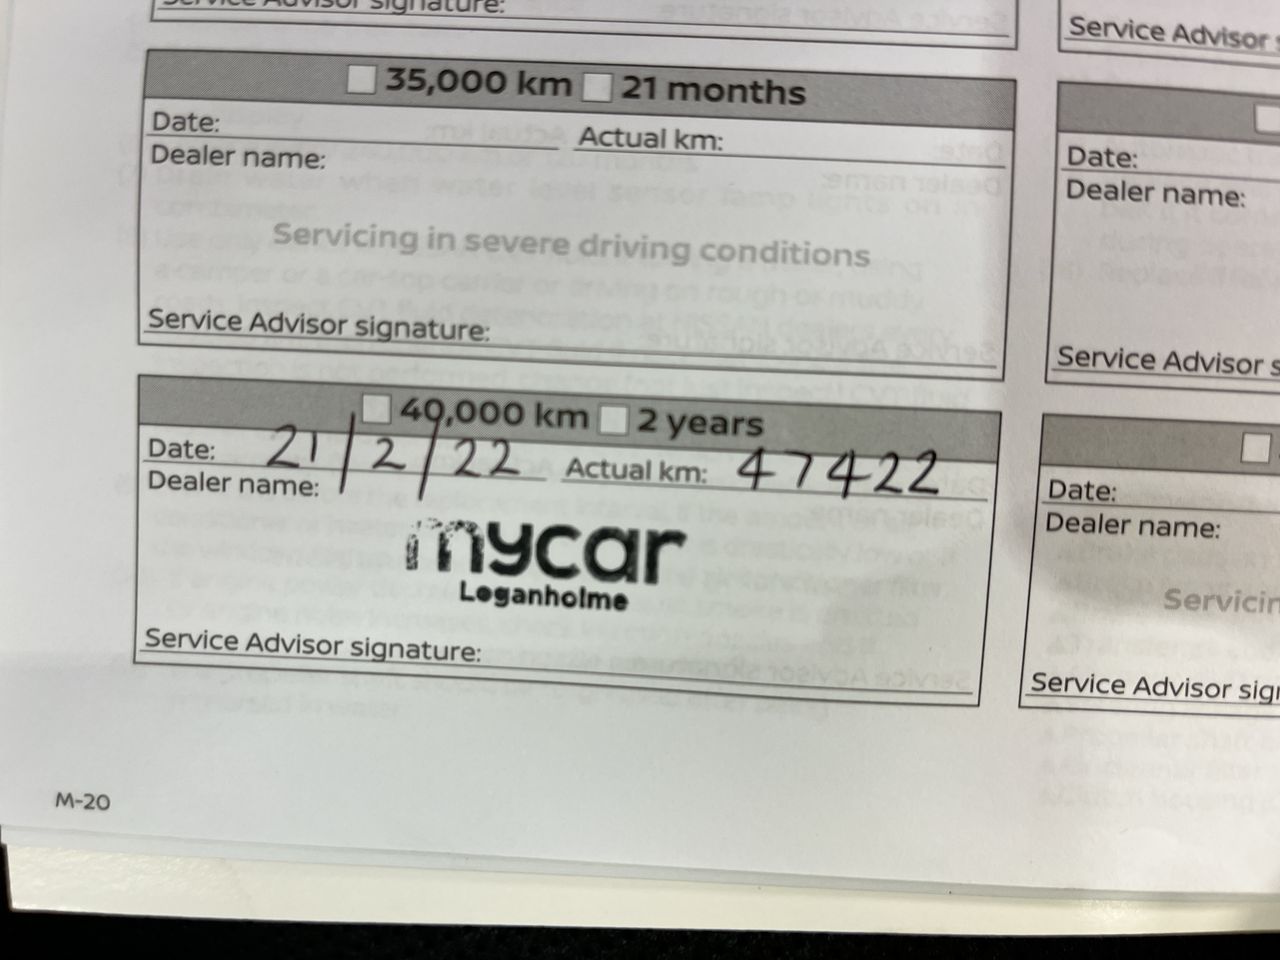 Service Advisor signature:
35,000 km 21 months
Date: Actual km:
Dealer name:
Servicing in severe driving conditions
Service Advisor signature:
40,000 km 2 years
Date: 21/2/22 Actual km: 47422
Dealer name:
mycar
Loganholme
Service Advisor signature:
M-20
Service Advisor
Date:
Dealer name:
Service Advisor
Date:
Dealer name:
Service Advisor